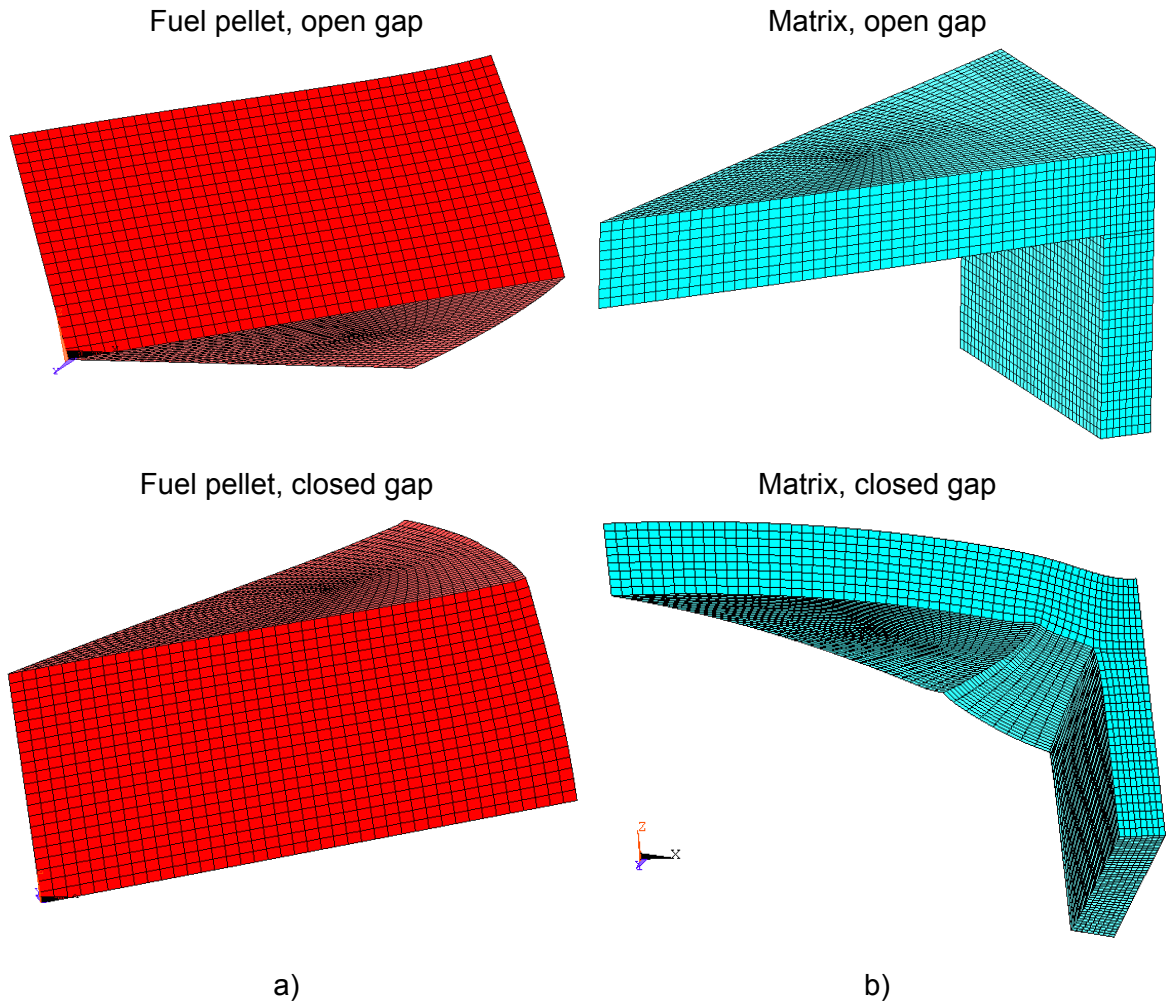 Fuel pellet, open gap
Matrix, open gap
Fuel pellet, closed gap
Matrix, closed gap
Z
X
Y
a)
b)